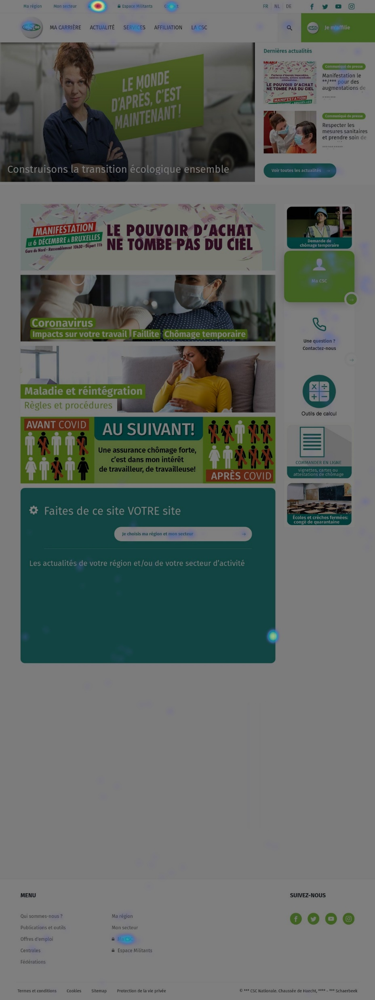 Ma région Mon secteur Espace Militants
FR NL DE
CSC
MA CARRIÈRE ACTUALITÉ SERVICES AFFILIATION LA CSC
CSC Je m'affilie
LE MONDE
D'APRÈS, C'EST
MAINTENANT !
Construisons la transition écologique ensemble
Dernières actualités
Factures d'énergie impayables,
salaires écrasés, actions syndicales
criminalisées...
LE POUVOIR D'ACHAT
NE TOMBE PAS DU CIEL
MANIFESTATION
Communiqué de presse
Manifestation le
**/*** pour des
augmentations de
Communiqué de presse
Respecter les
mesures sanitaires
et prendre soin de
Voir toutes les actualités →
MANIFESTATION
LE 6 DÉCEMBRE À BRUXELLES
Gare du Nord - Rassemblement 10h30 - Départ 11h
LE POUVOIR D'ACHAT
NE TOMBE PAS DU CIEL
Coronavirus
Impacts sur votre travail Faillite Chômage temporaire
Maladie et réintégration
Règles et procédures
AVANT COVID
AU SUIVANT!
Une assurance chômage forte,
c'est dans mon intérêt
de travailleur, de travailleuse!
APRÈS COVID
Faites de ce site VOTRE site
Je choisis ma région et mon secteur →
Les actualités de votre région et/ou de votre secteur d'activité
Demande de
chômage temporaire
Ma CSC
→
Une question ?
Contactez-nous
→
Outils de calcul
COMMANDER EN LIGNE
vignettes, cartes ou
attestations de chômage
Écoles et crèches fermées:
congé de quarantaine
MENU
Qui sommes-nous ?
Publications et outils
Offres d'emploi
Centrales
Fédérations
Ma région
Mon secteur
Ma CSC
Espace Militants
SUIVEZ-NOUS
Termes et conditions Cookies Sitemap Protection de la vie privée
© *** CSC Nationale. Chaussée de Haecht, **** - *** Schaerbeek